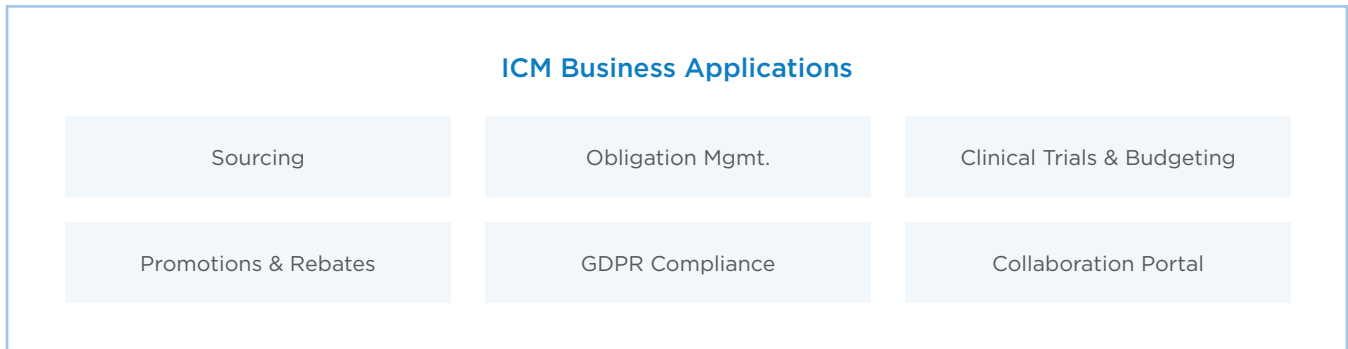 ICM Business Applications
Sourcing
Obligation Mgmt.
Clinical Trials & Budgeting
Promotions & Rebates
GDPR Compliance
Collaboration Portal